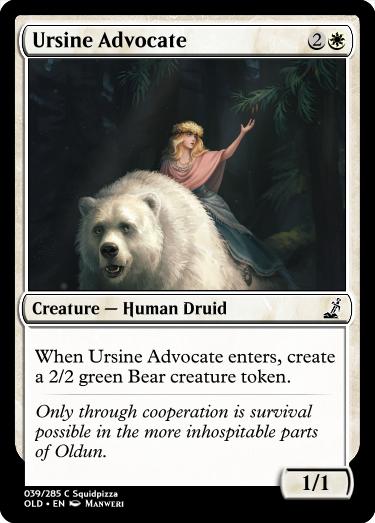 Ursine Advocate 2
Creature — Human Druid
When Ursine Advocate enters, create
a 2/2 green Bear creature token.
Only through cooperation is survival
possible in the more inhospitable parts
of Oldun.
1/1
039/285 C Squidpizza
OLD • EN Manweri